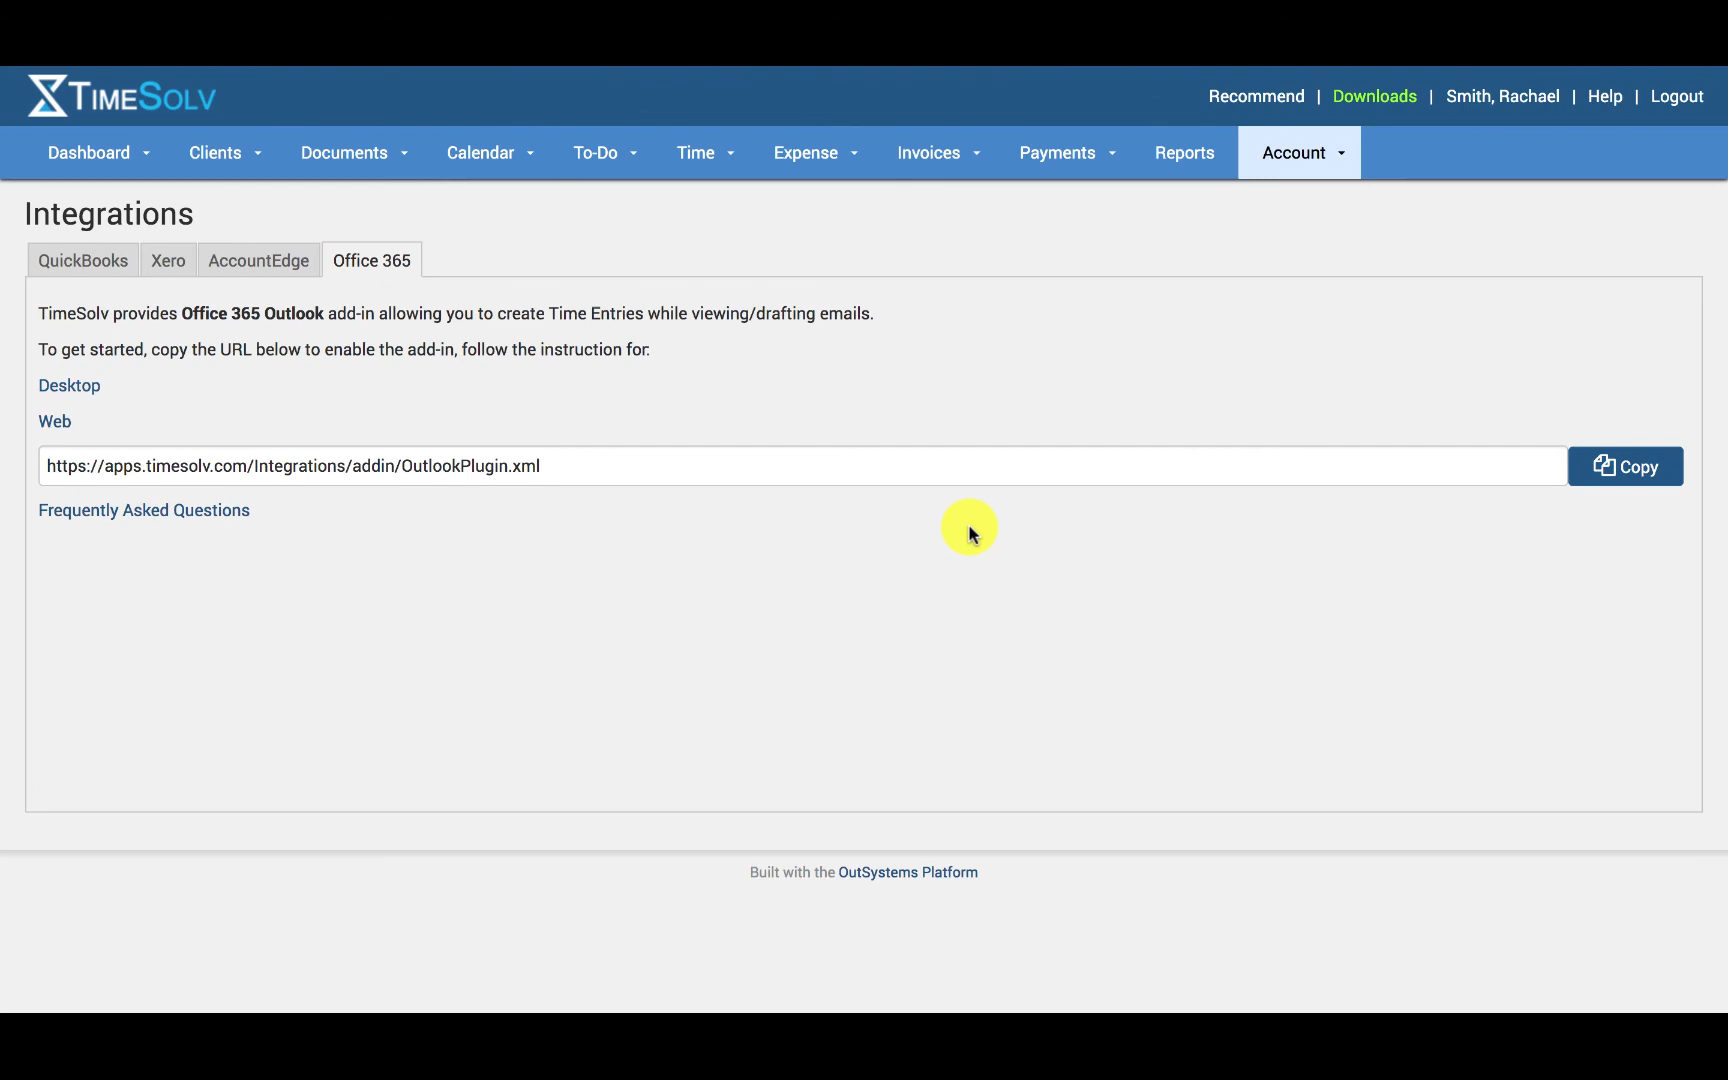 TIMESOLV
Recommend | Downloads | Smith, Rachael | Help | Logout
Dashboard Clients Documents Calendar To-Do Time Expense Invoices Payments Reports Account
Integrations
QuickBooks Xero AccountEdge Office 365
TimeSolv provides Office 365 Outlook add-in allowing you to create Time Entries while viewing/drafting emails.
To get started, copy the URL below to enable the add-in, follow the instruction for:
Desktop
Web
https://apps.timesolv.com/Integrations/addin/OutlookPlugin.xml Copy
Frequently Asked Questions
Built with the OutSystems Platform